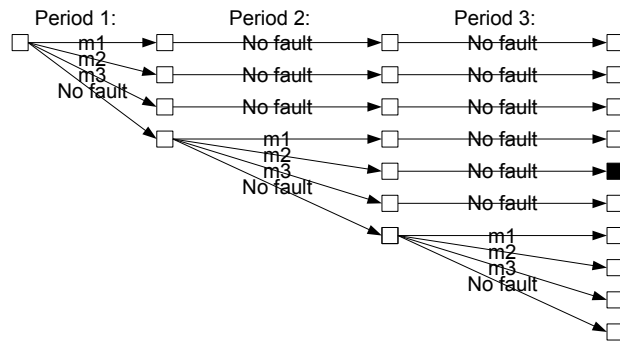 Period 1: Period 2: Period 3:
m1 No fault No fault
m2 No fault No fault
m3 No fault No fault
No fault
m1 No fault
m2
m3 No fault
No fault No fault
m1
m2
m3
No fault